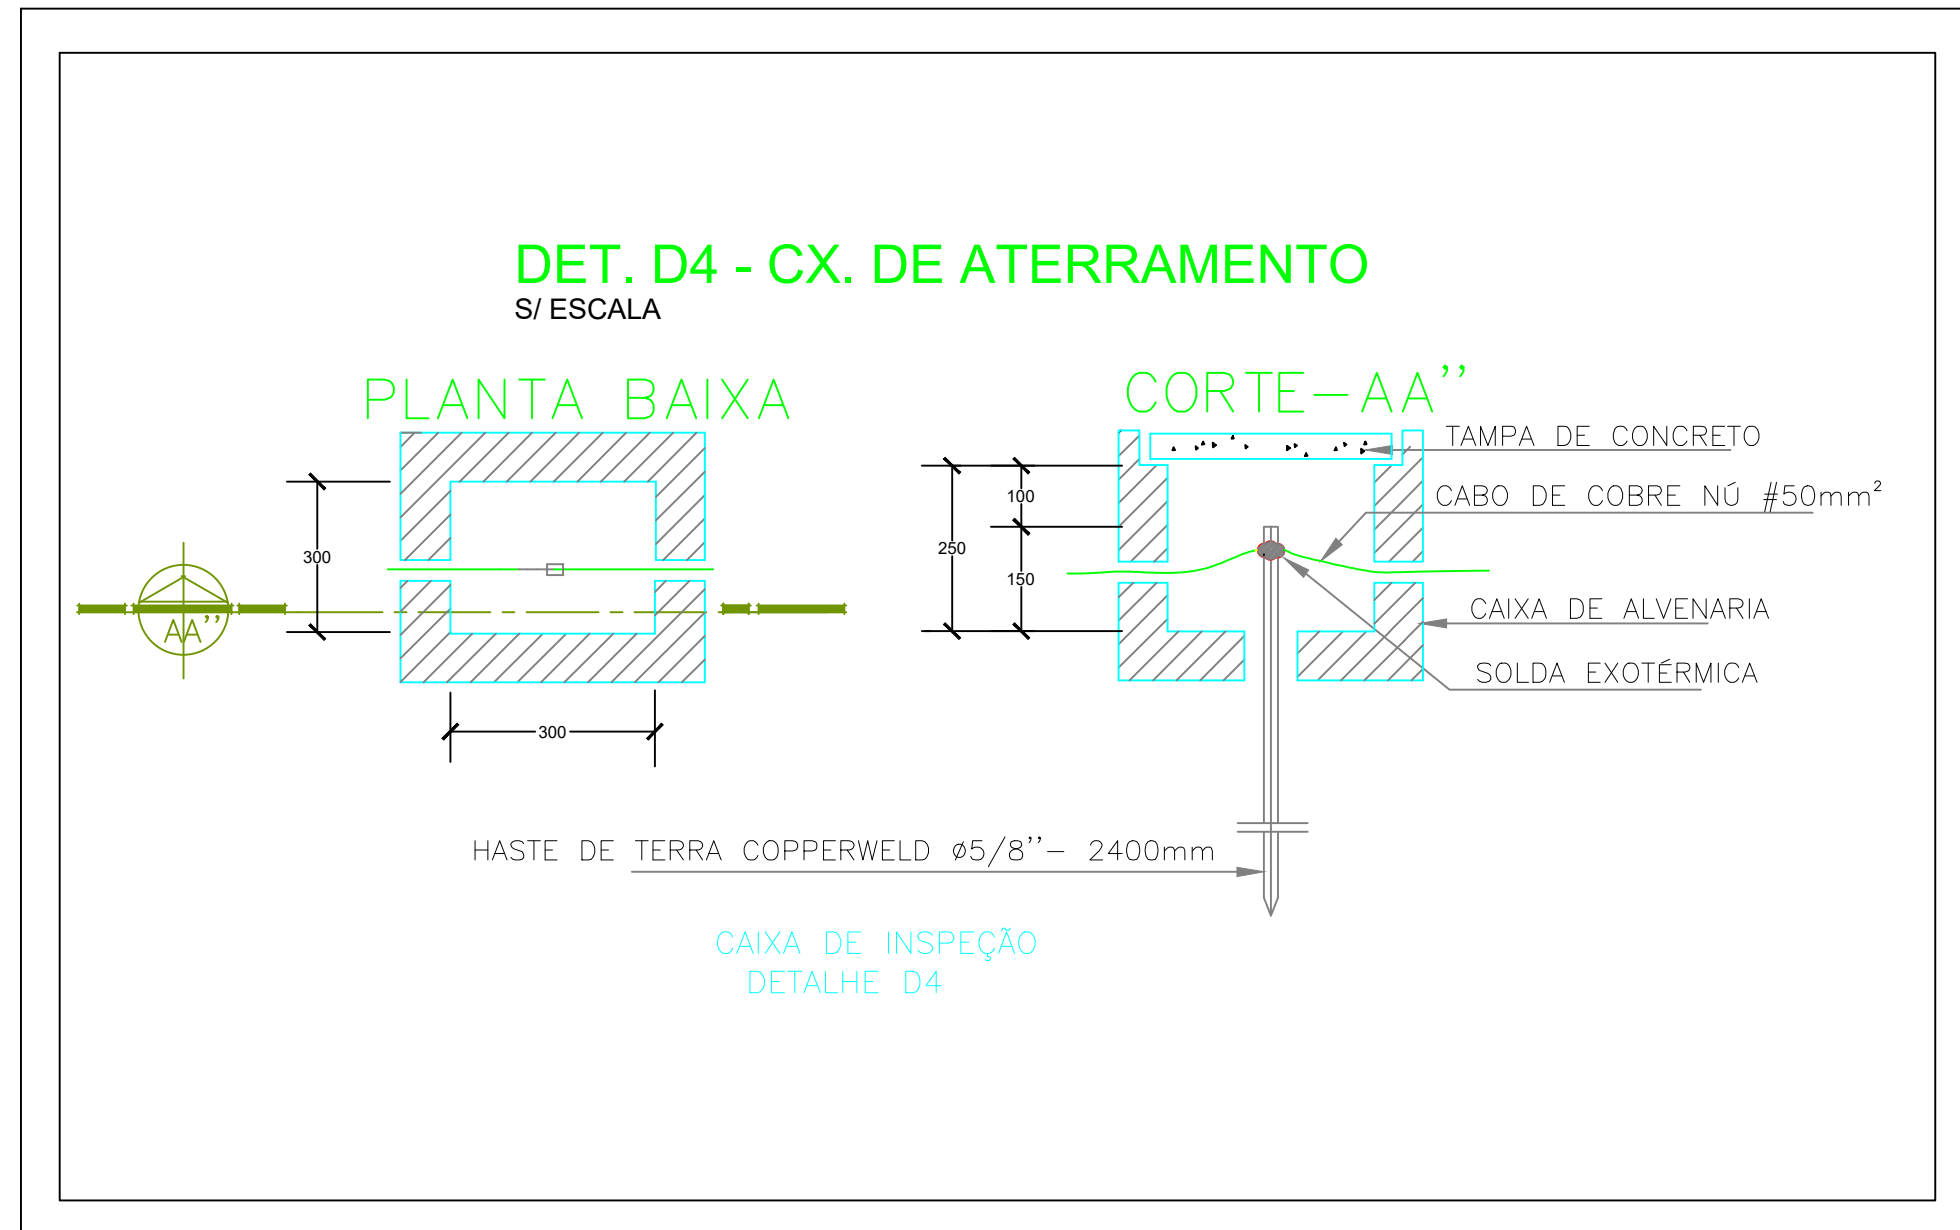 DET. D4 - CX. DE ATERRAMENTO
S/ ESCALA
PLANTA BAIXA
300
AA''
300
CORTE-AA''
TAMPA DE CONCRETO
CABO DE COBRE NÚ #50mm²
100
250
150
CAIXA DE ALVENARIA
SOLDA EXOTÉRMICA
HASTE DE TERRA COPPERWELD ø5/8''- 2400mm
CAIXA DE INSPEÇÃO
DETALHE D4